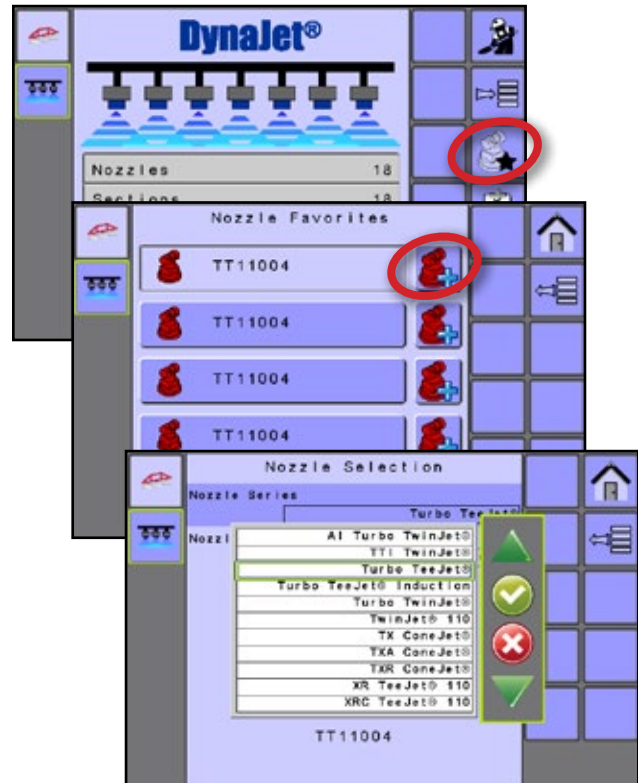 DynaJet®
Nozzles 18
Sections 18
Nozzle Favorites
TT11004
TT11004
TT11004
TT11004
Nozzle Selection
Nozzle Series
Turbo TeeJet®
Nozzl
AI Turbo TwinJet®
TTI TwinJet®
Turbo TeeJet®
Turbo TeeJet® Induction
Turbo TwinJet®
TwinJet® 110
TX ConeJet®
TXA ConeJet®
TXR ConeJet®
XR TeeJet® 110
XRC TeeJet® 110
TT11004